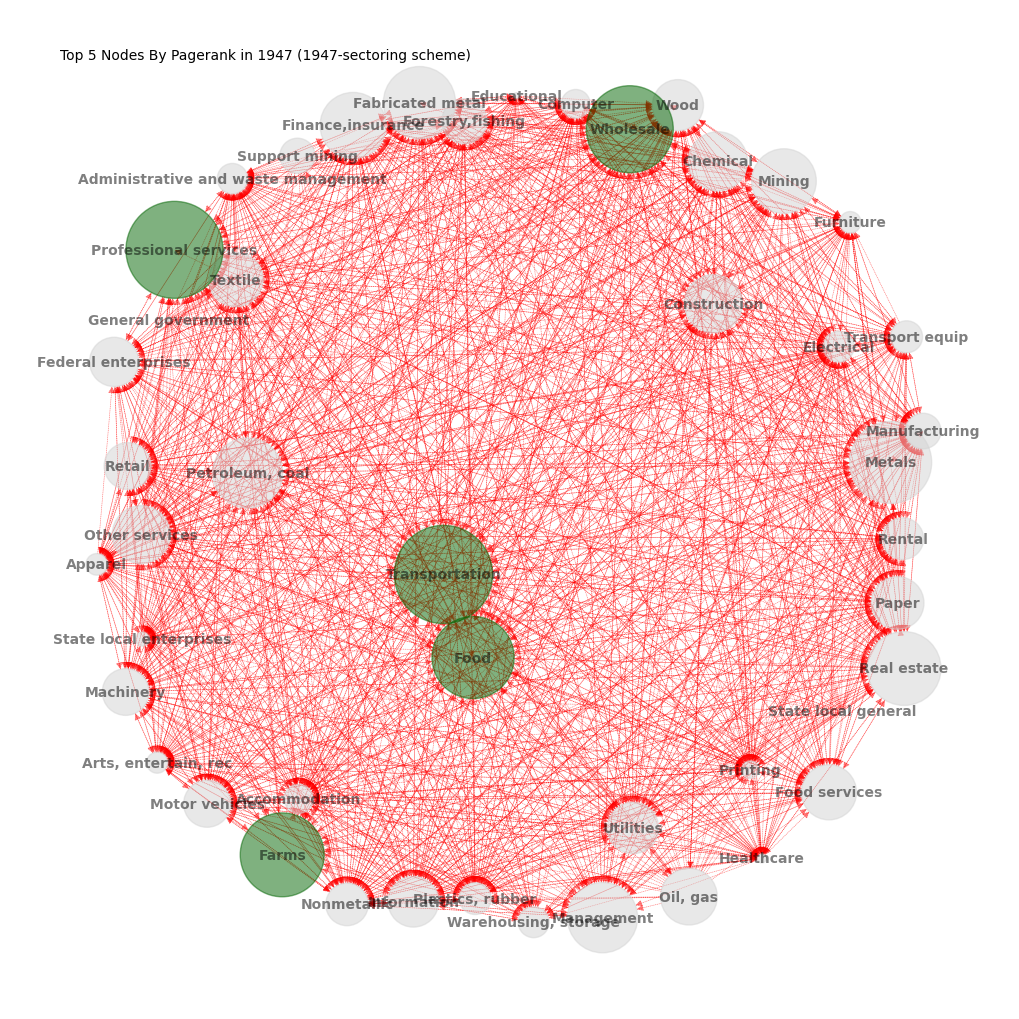 Top 5 Nodes By Pagerank in 1947 (1947-sectoring scheme)
Educational
Fabricated metal
Computer
Wood
Forestry,fishing
Finance,insurance
Wholesale
Support mining
Chemical
Administrative and waste management
Mining
Furniture
Professional services
Textile
Construction
General government
Transport equip
Electrical
Federal enterprises
Manufacturing
Metals
Retail
Petroleum, coal
Other services
Rental
Apparel
Transportation
Paper
State local enterprises
Food
Real estate
Machinery
State local general
Arts, entertain, rec
Printing
Food services
Accommodation
Motor vehicles
Utilities
Farms
Healthcare
Oil, gas
Plastics, rubber
Information
Nonmetallic
Management
Warehousing, storage